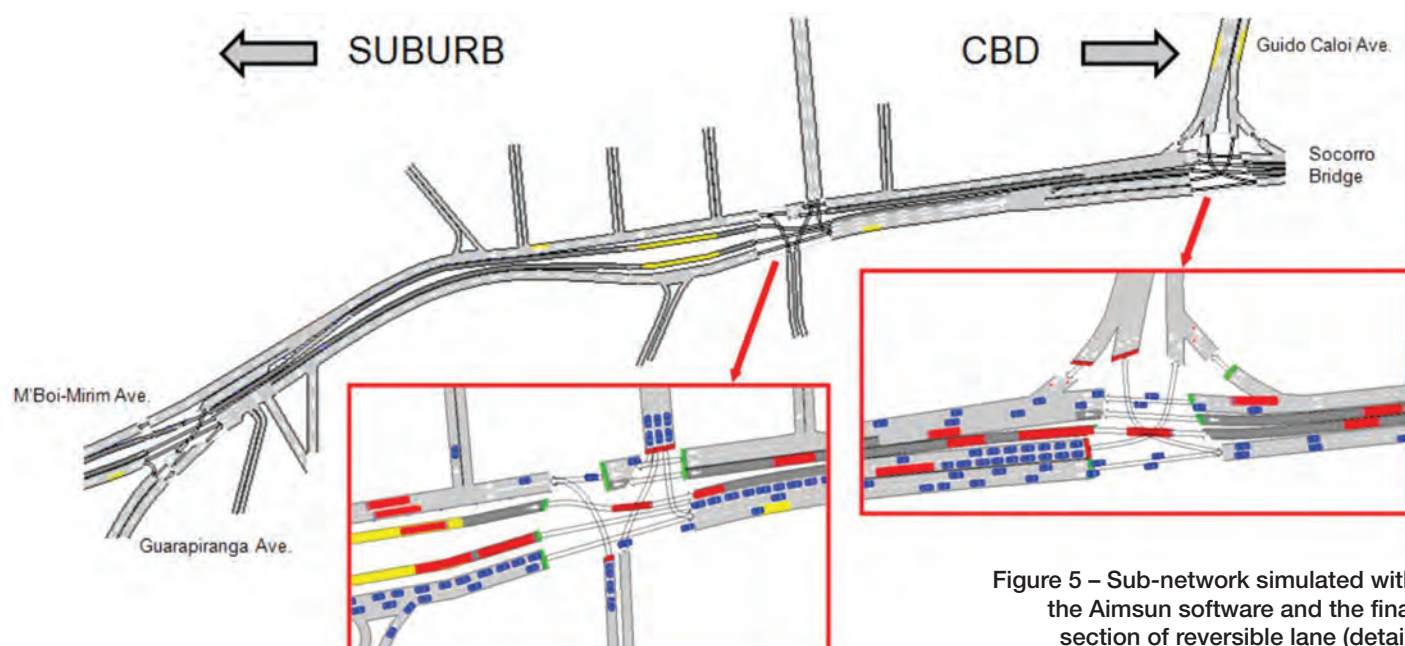 SUBURB
CBD
Guido Caloi Ave.
Socorro
Bridge
M'Boi-Mirim Ave.
Guarapiranga Ave.
Figure 5 – Sub-network simulated with
the Aimsun software and the fina
section of reversible lane (detai